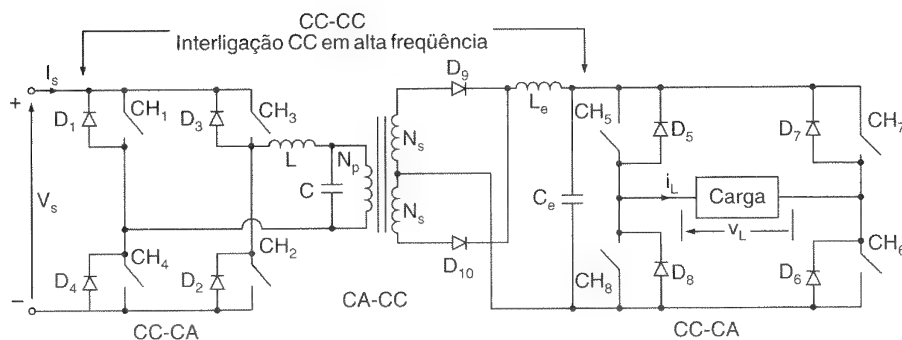 CC-CC
Interligação CC em alta freqüência
I_s
D_9
+
D_1
CH_1
D_3
CH_3
L_e
CH_5
D_5
D_7
CH_7
L
N_p
N_s
V_s
C
C_e
i_L
Carga
v_L
N_s
D_4
CH_4
D_2
CH_2
D_10
CH_8
D_8
D_6
CH_6
−
CC-CA
CA-CC
CC-CA